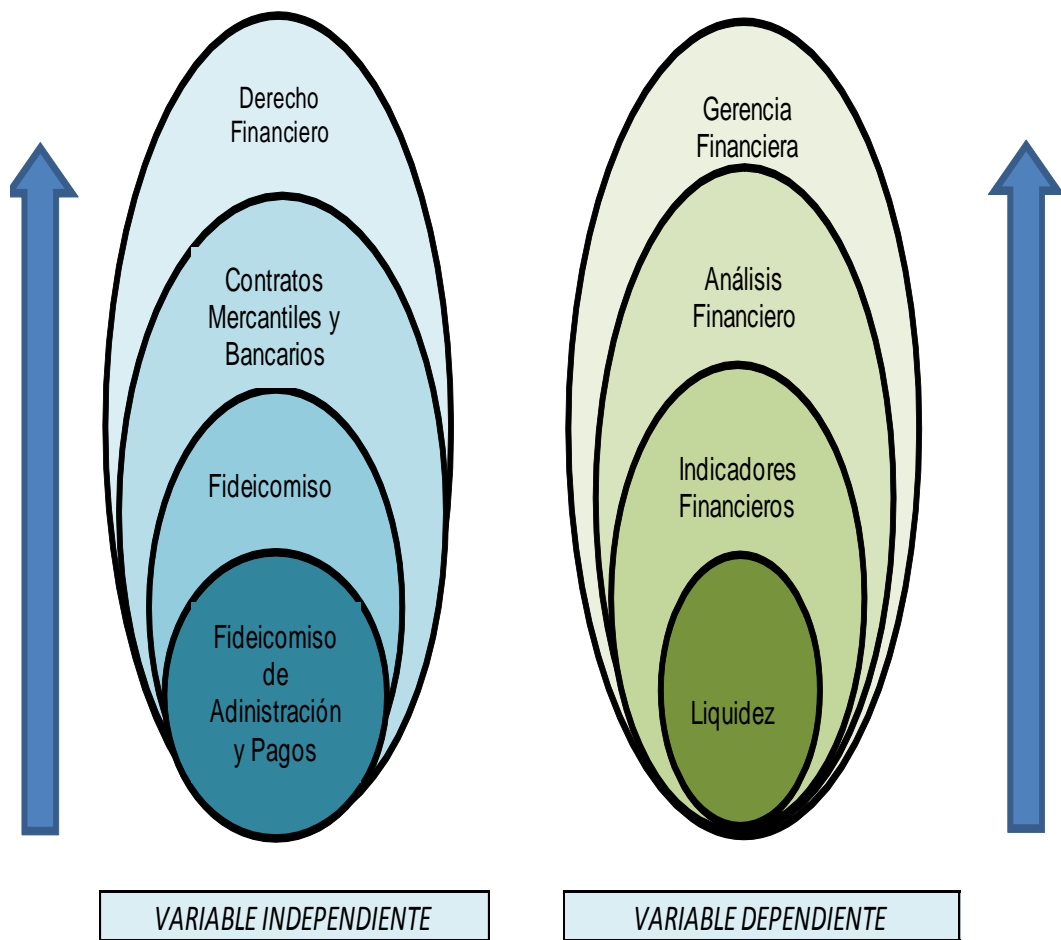 Derecho
Financiero
Contratos
Mercantiles y
Bancarios
Fideicomiso
Fideicomiso
de
Adinistración
y Pagos
VARIABLE INDEPENDIENTE
Gerencia
Financiera
Análisis
Financiero
Indicadores
Financieros
Liquidez
VARIABLE DEPENDIENTE